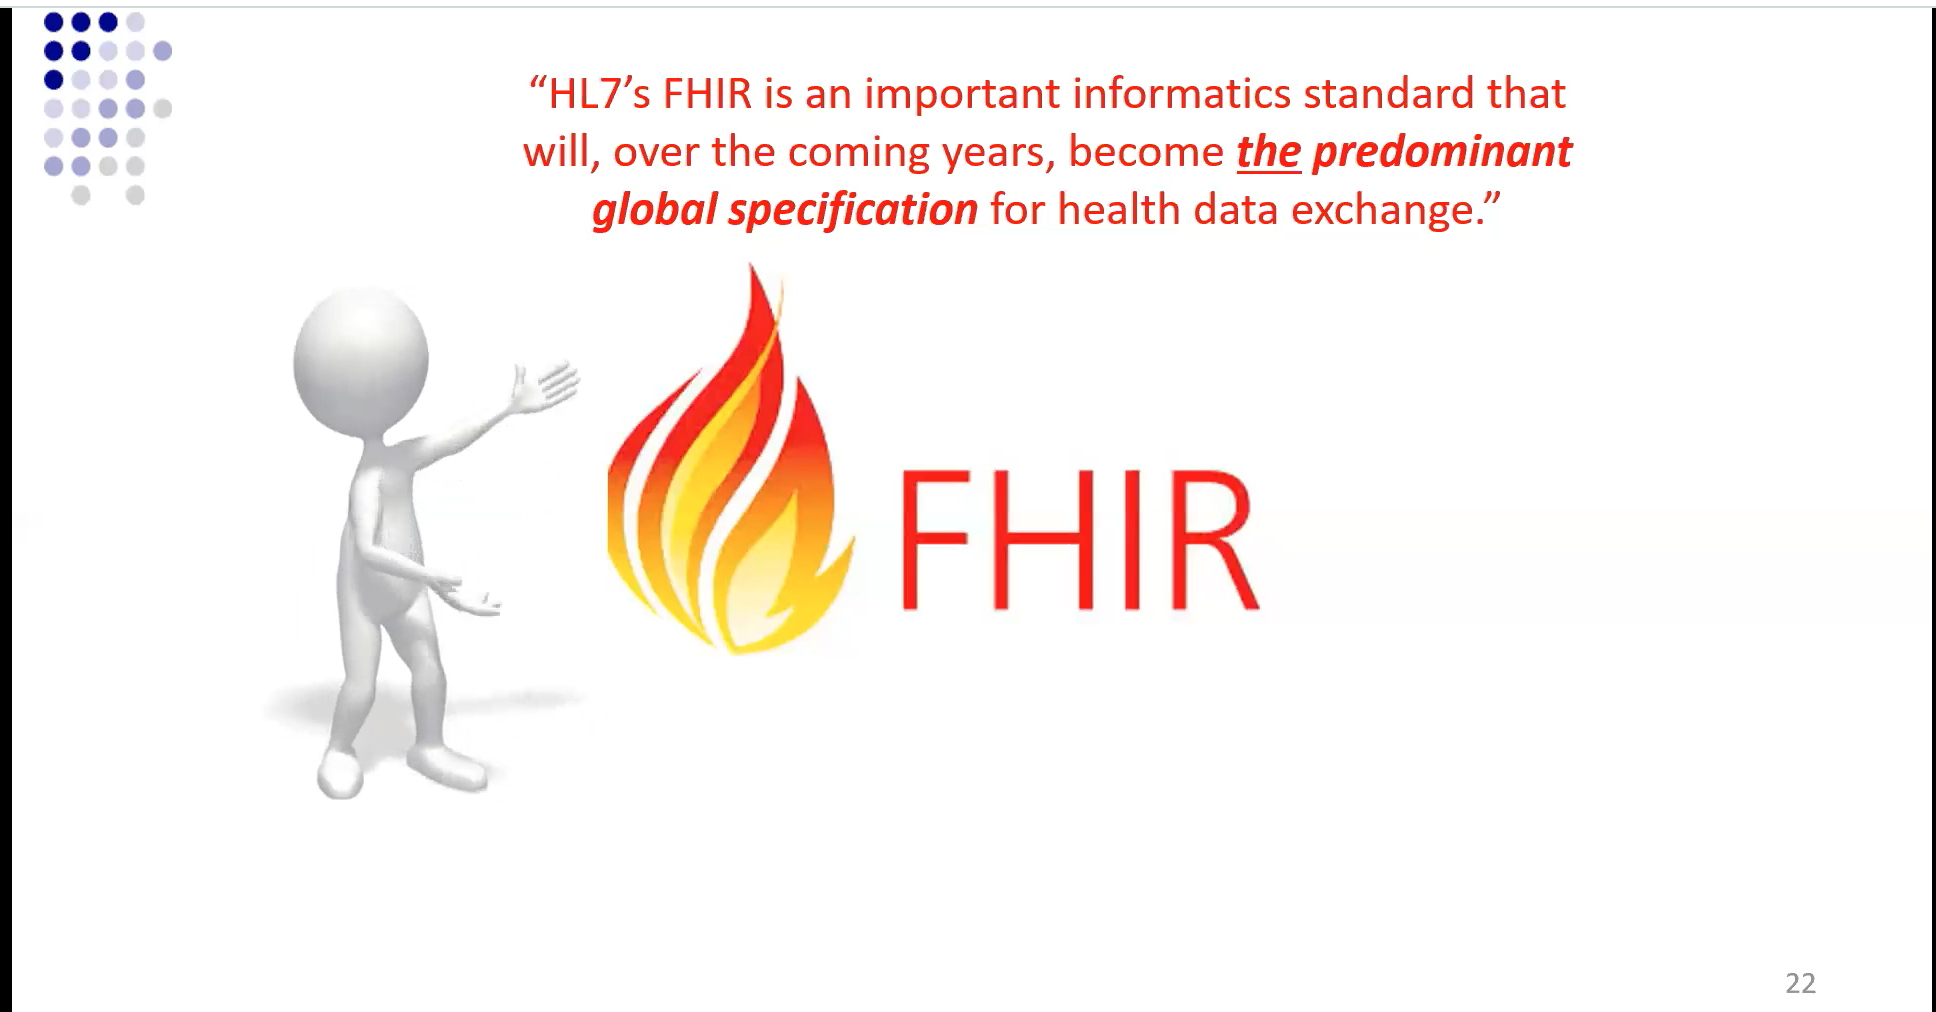 “HL7’s FHIR is an important informatics standard that
will, over the coming years, become the predominant
global specification for health data exchange.”
FHIR
22